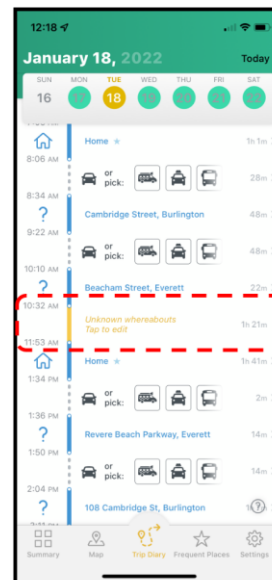 12:18
January 18, 2022
Today
SUN MON TUE WED THU FRI SAT
16 17 18 19 20 21 22
Home
1h 1m
8:06 AM
or
pick:
28m
8:34 AM
?
Cambridge Street, Burlington
48m
9:22 AM
or
pick:
48m
10:10 AM
?
Beacham Street, Everett
22m
10:32 AM
Unknown whereabouts
Tap to edit
1h 21m
11:53 AM
Home
1h 41m
1:34 PM
or
pick:
2m
1:36 PM
?
Revere Beach Parkway, Everett
14m
1:50 PM
or
pick:
14m
2:04 PM
?
108 Cambridge St, Burlington
?
Summary Map Trip Diary Frequent Places Settings